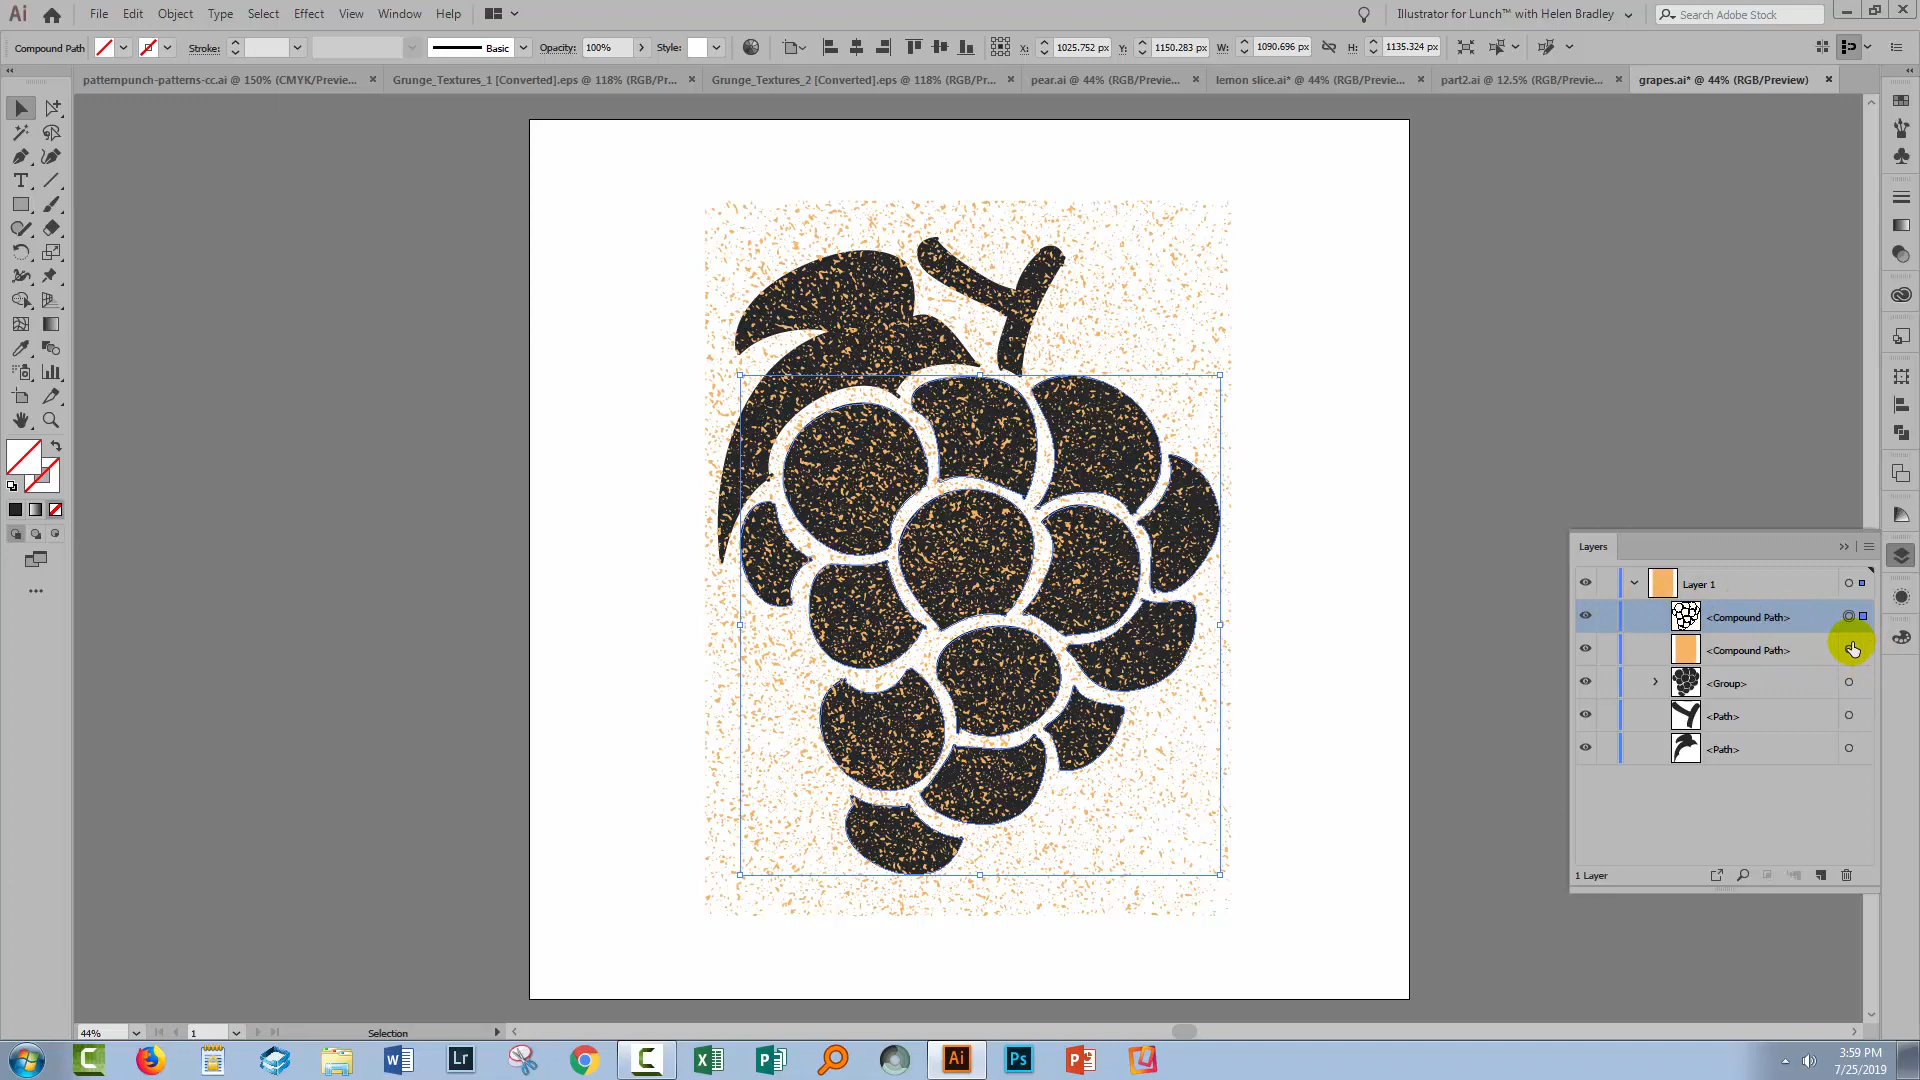 Ai File Edit Object Type Select Effect View Window Help Illustrator for Lunch™ with Helen Bradley Search Adobe Stock
Compound Path Stroke: Basic Opacity: 100% Style: X: 1025.752 px Y: 1150.283 px W: 1090.696 px H: 1135.324 px
patternpunch-patterns-cc.ai @ 150% (CMYK/Previe... Grunge_Textures_1 [Converted].eps @ 118% (RGB/Pr... Grunge_Textures_2 [Converted].eps @ 118% (RGB/Pr... pear.ai @ 44% (RGB/Previe... lemon slice.ai* @ 44% (RGB/Previe... part2.ai @ 12.5% (RGB/Previe... grapes.ai* @ 44% (RGB/Preview)
Layers
Layer 1
<Compound Path>
<Compound Path>
<Group>
<Path>
<Path>
1 Layer
44% 1 Selection
C W Lr C X P Ai Ps P
3:59 PM
7/25/2019